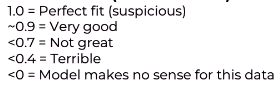 1.0 = Perfect fit (suspicious)
~0.9 = Very good
<0.7 = Not great
<0.4 = Terrible
<0 = Model makes no sense for this data